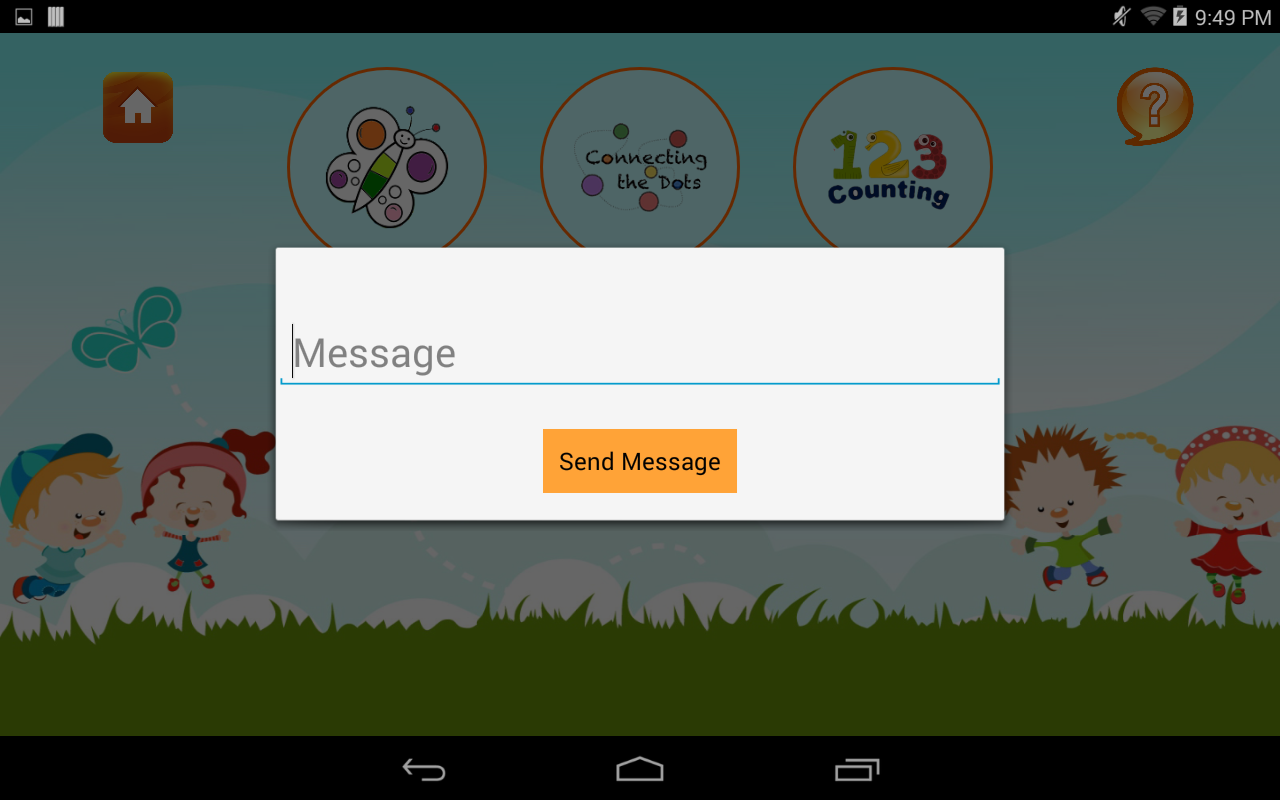 9:49 PM
?
Connecting
the Dots
123
Counting
Message
Send Message